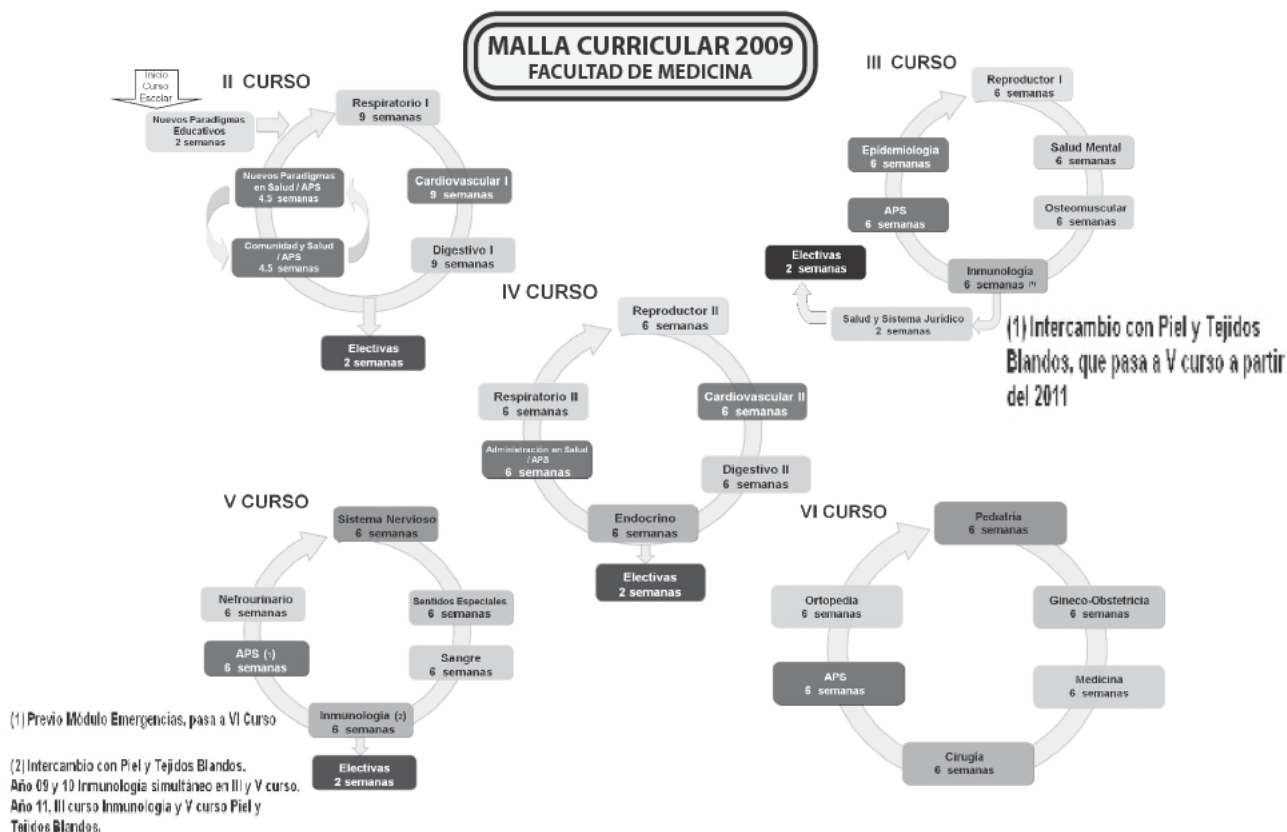 MALLA CURRICULAR 2009
FACULTAD DE MEDICINA
II CURSO
Inicio
Curso
Escolar
Nuevos Paradigmas
Educativos
2 semanas
Respiratorio I
9 semanas
Cardiovascular I
9 semanas
Digestivo I
9 semanas
Nuevos Paradigmas
en Salud / APS
4.5 semanas
Comunidad y Salud
/ APS
4.5 semanas
Electivas
2 semanas
III CURSO
Reproductor I
6 semanas
Salud Mental
6 semanas
Osteomuscular
6 semanas
Inmunología
6 semanas (1)
APS
6 semanas
Epidemiología
6 semanas
Salud y Sistema Jurídico
2 semanas
Electivas
2 semanas
(1) Intercambio con Piel y Tejidos
Blandos, que pasa a V curso a partir
del 2011
IV CURSO
Reproductor II
6 semanas
Cardiovascular II
6 semanas
Digestivo II
6 semanas
Endocrino
6 semanas
Administración en Salud
/ APS
6 semanas
Respiratorio II
6 semanas
Electivas
2 semanas
V CURSO
Sistema Nervioso
6 semanas
Sentidos Especiales
6 semanas
Sangre
6 semanas
Inmunología (2)
6 semanas
APS (1)
6 semanas
Nefrourinario
6 semanas
Electivas
2 semanas
(1) Previo Módulo Emergencias, pasa a VI Curso
(2) Intercambio con Piel y Tejidos Blandos.
Año 09 y 10 Inmunología simultáneo en III y V curso.
Año 11, III curso Inmunología y V curso Piel y
Tejidos Blandos.
VI CURSO
Pediatría
6 semanas
Gineco-Obstetricia
6 semanas
Medicina
6 semanas
Cirugía
6 semanas
APS
6 semanas
Ortopedia
6 semanas